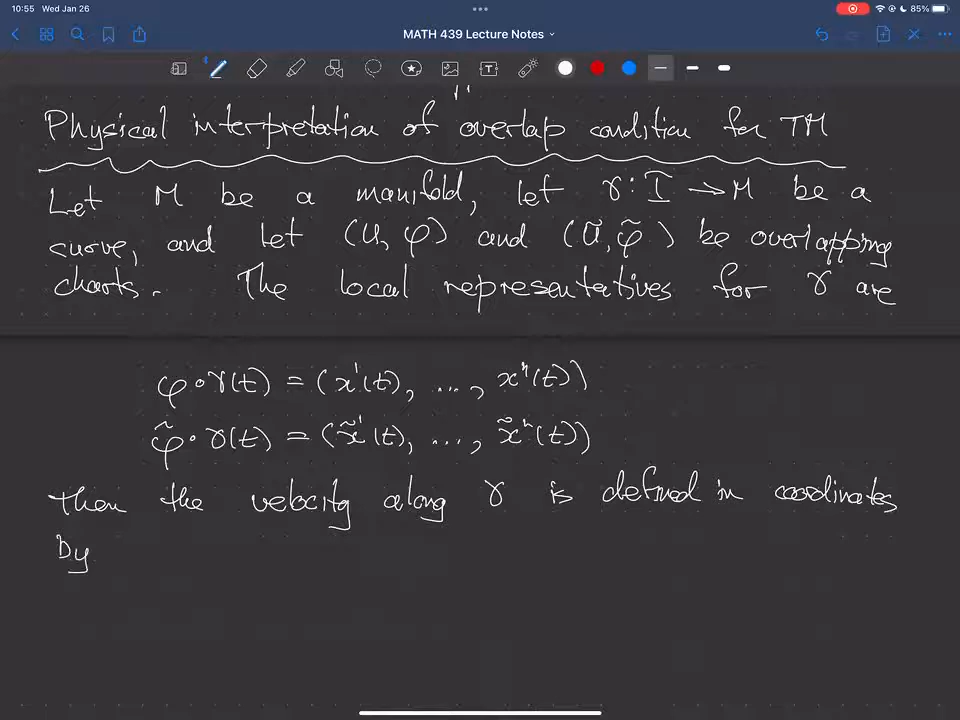 10:55 Wed Jan 26
85%
MATH 439 Lecture Notes
Physical interpretation of overlap condition for TM
Let M be a manifold, let γ: I → M be a
curve, and let (U, φ) and (Ũ, φ̃) be overlapping
charts. The local representatives for γ are
φ∘γ(t) = (x¹(t), ..., xⁿ(t))
φ̃∘γ(t) = (x̃¹(t), ..., x̃ⁿ(t))
Then the velocity along γ is defined in coordinates
by